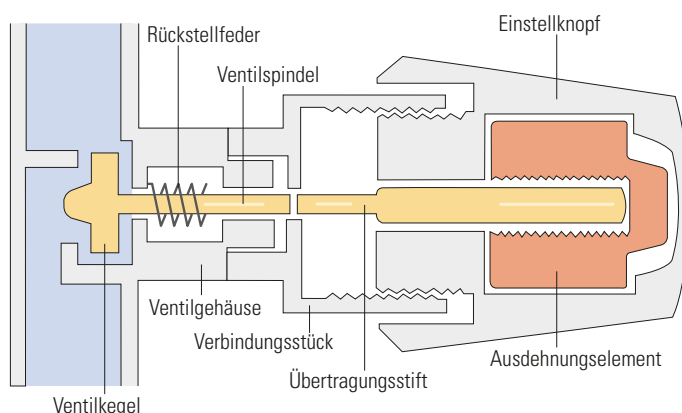 Rückstellfeder
Einstellknopf
Ventilspindel
Ventilgehäuse
Verbindungsstück
Ausdehnungselement
Übertragungsstift
Ventilkegel